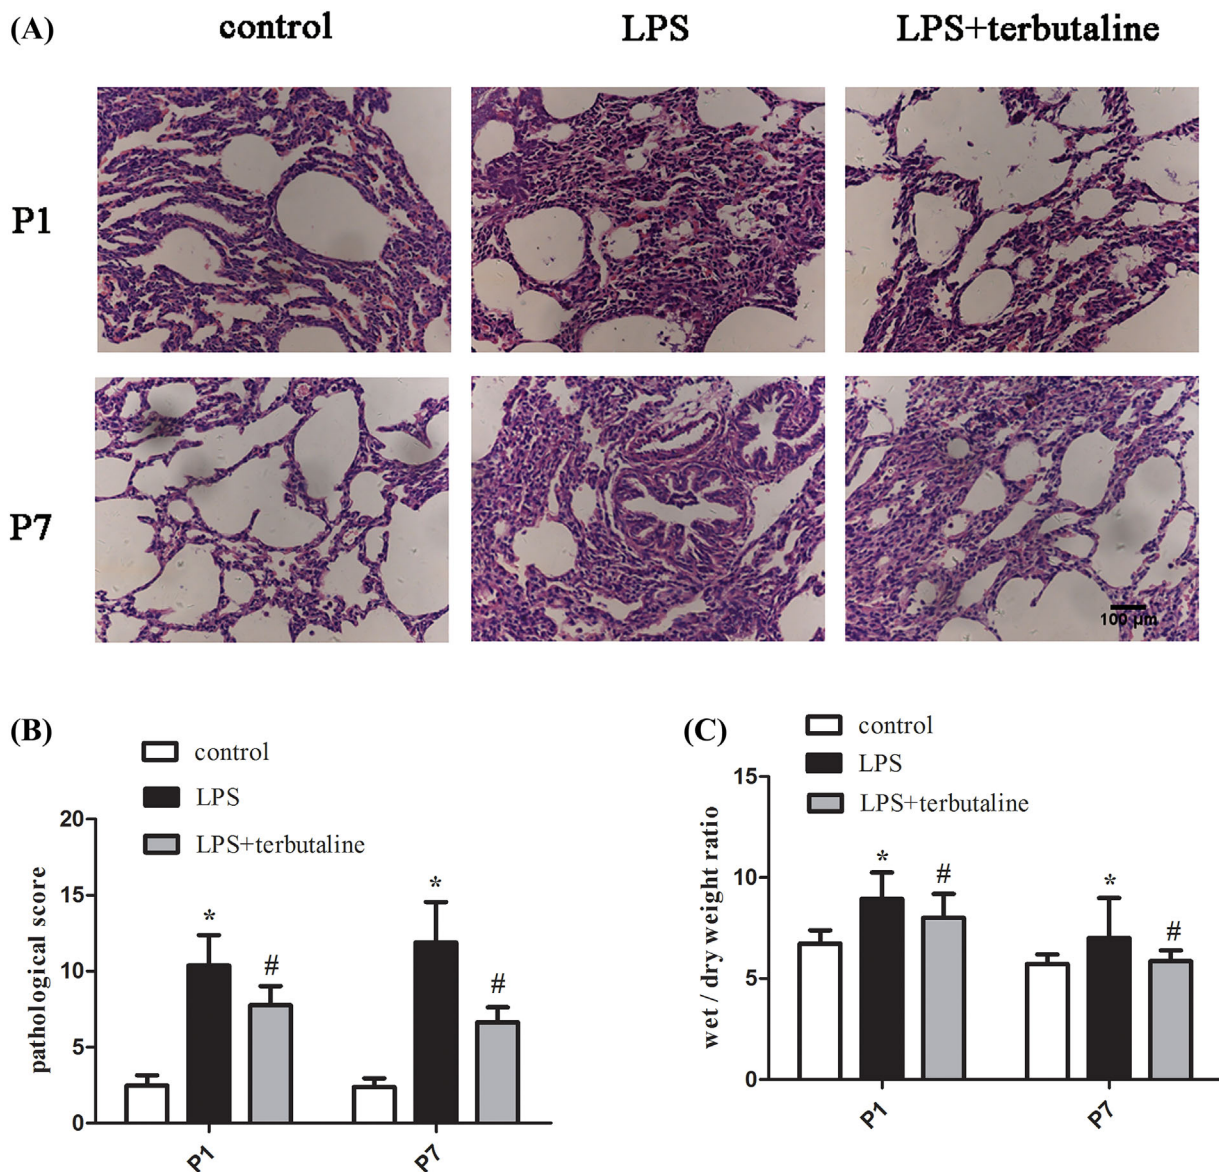 (A) control LPS LPS+terbutaline
P1
P7
100 μm
(B)
control
LPS
LPS+terbutaline
pathological score
20
15
10
5
0
*
#
*
#
P1
P7
(C)
control
LPS
LPS+terbutaline
wet / dry weight ratio
15
10
5
0
*
#
*
#
P1
P7